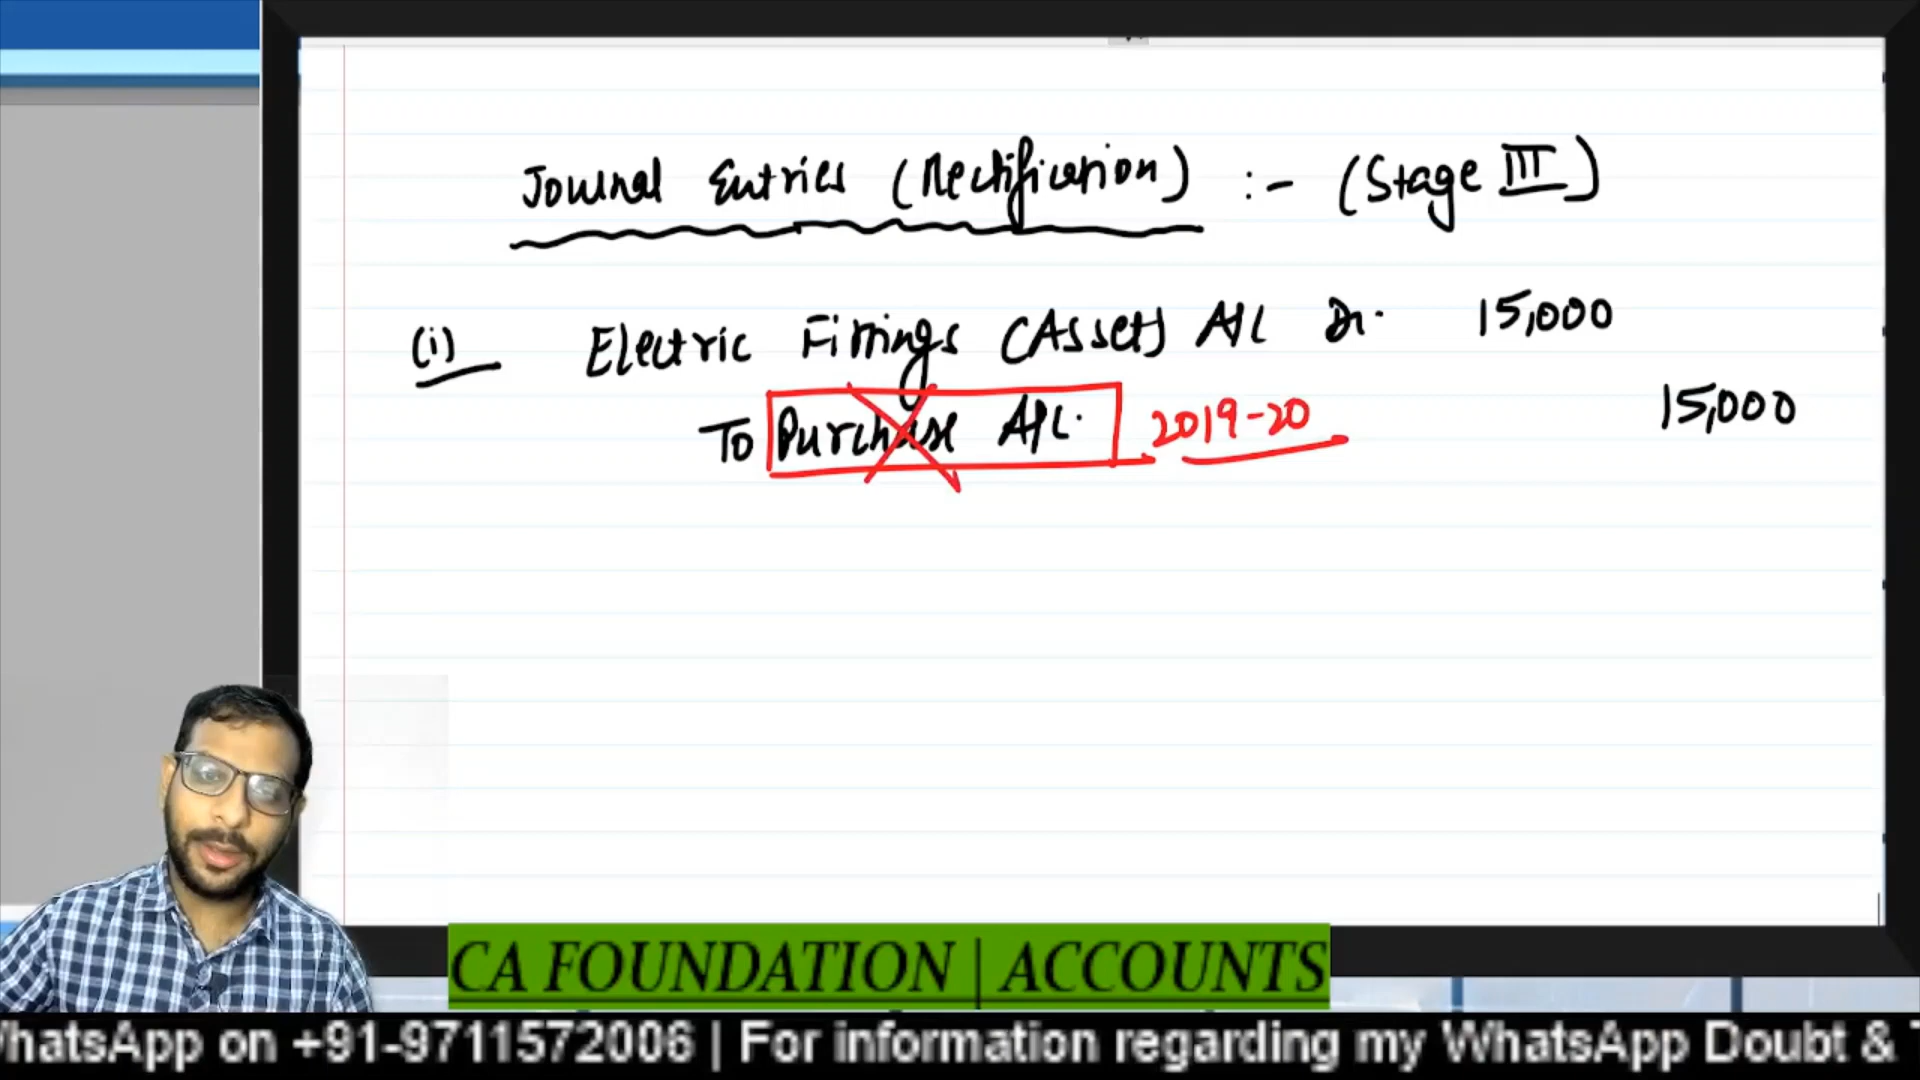 Journal Entries (Rectification) :- (Stage III)
(i) Electric Fittings (Assets) A/c Dr. 15,000
To Purchase A/c. 2019-20 15,000
CA FOUNDATION | ACCOUNTS
WhatsApp on +91-9711572006 | For information regarding my WhatsApp Doubt &